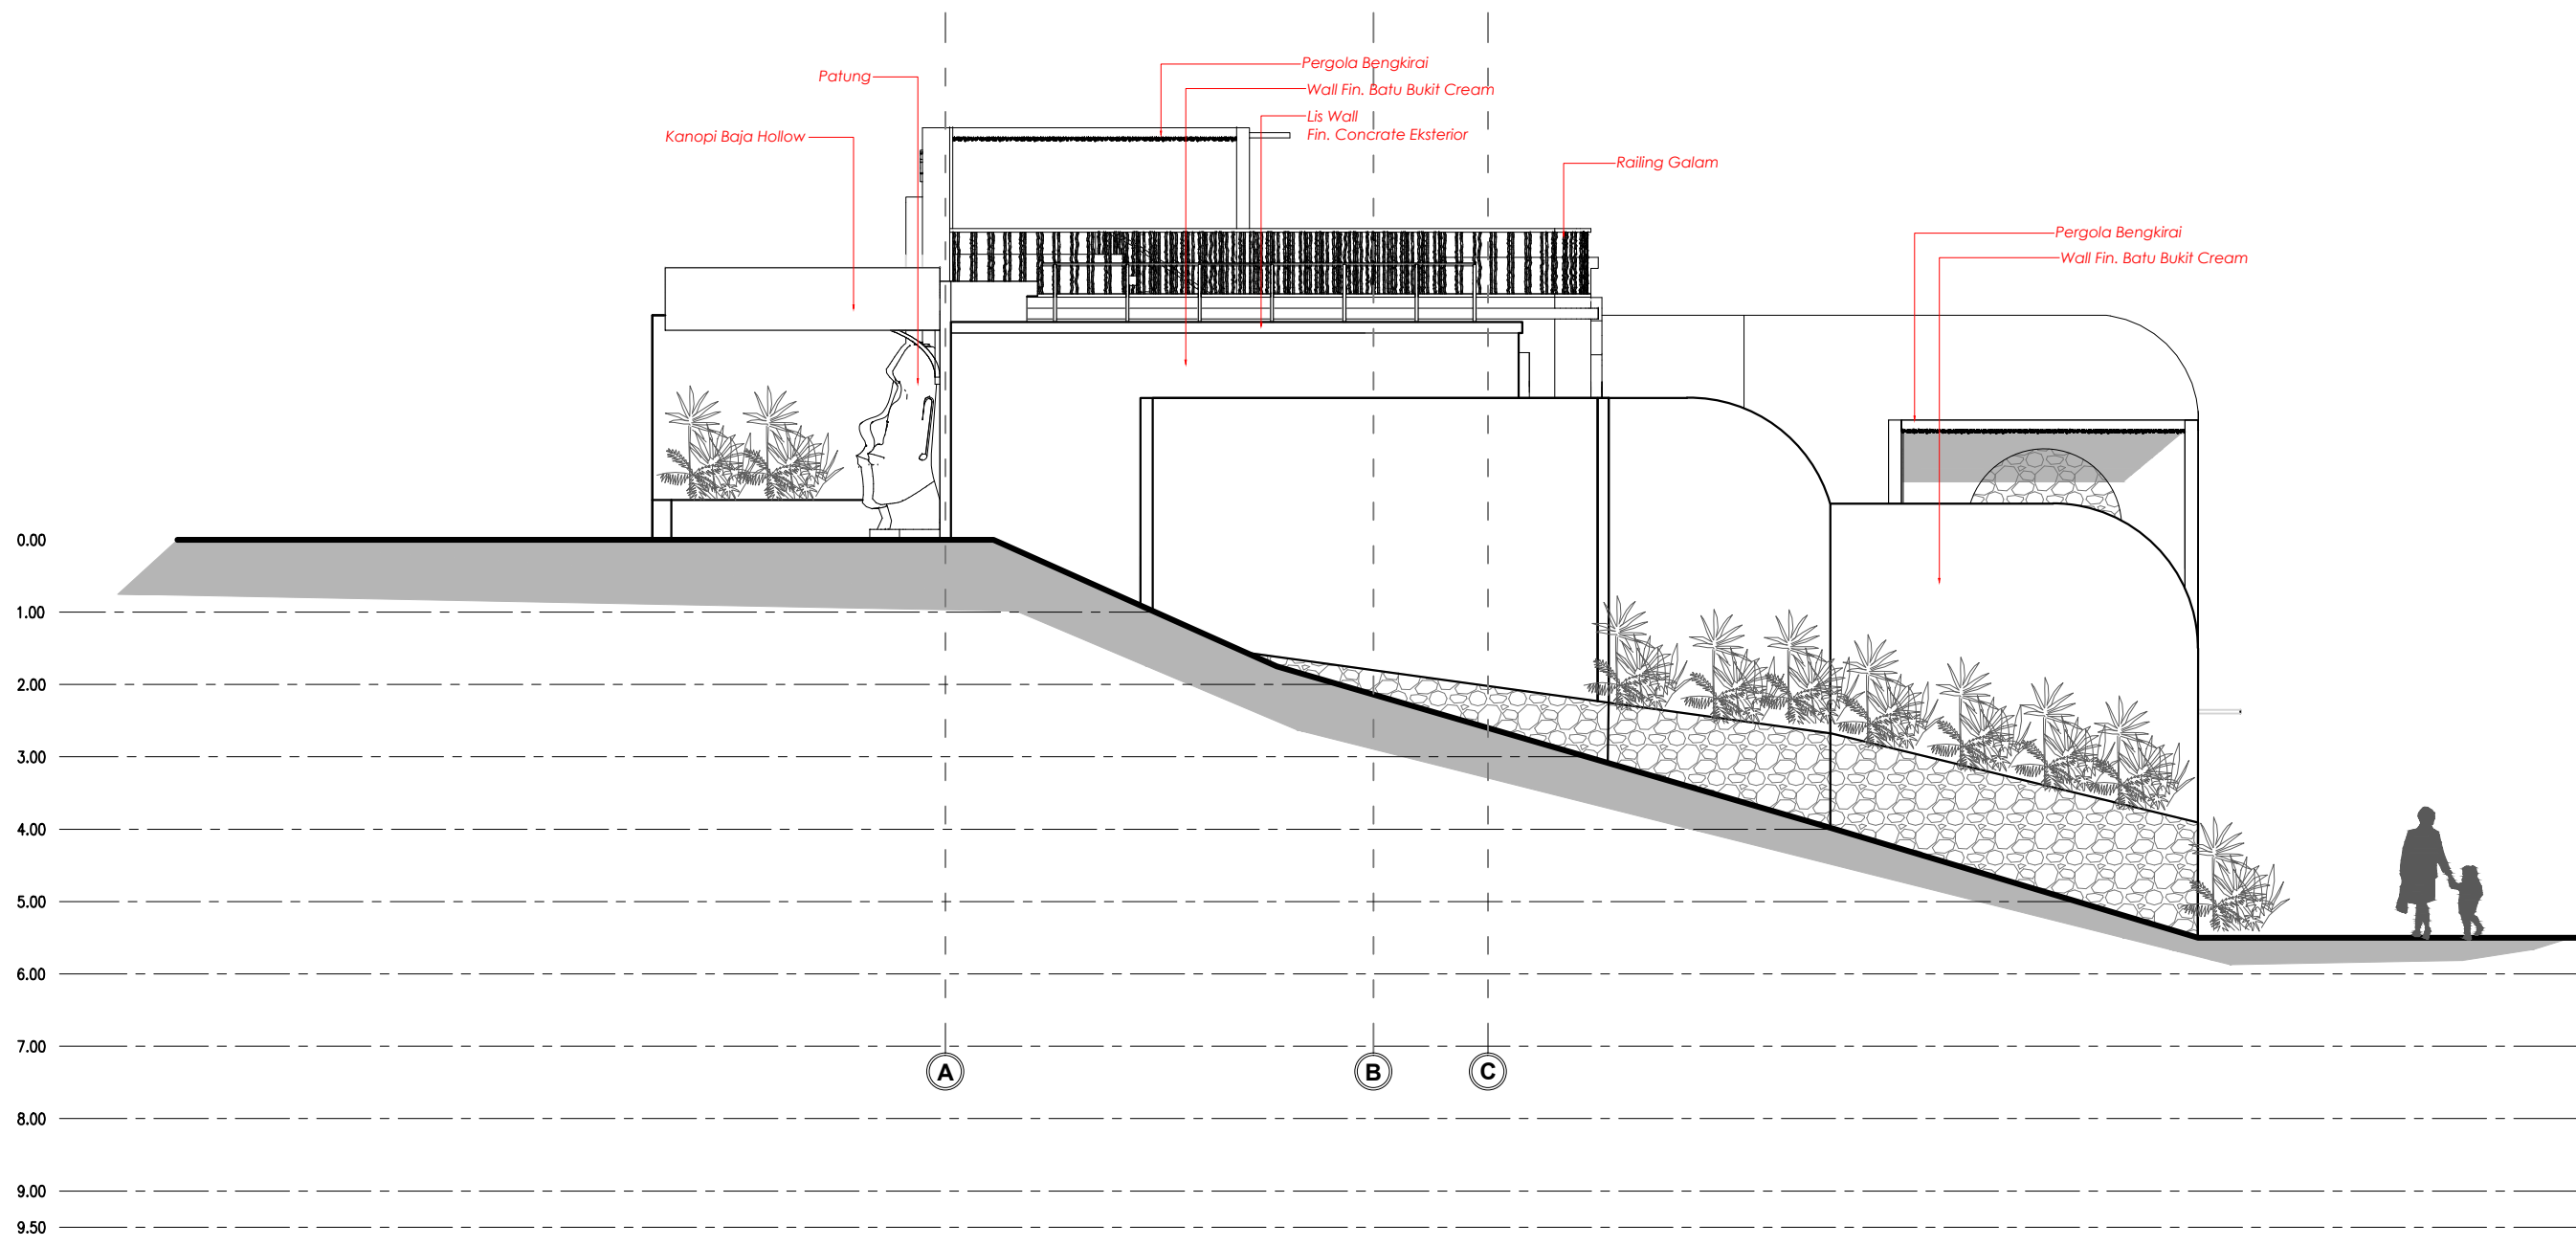 Pergola Bengkirai
Patung
Wall Fin. Batu Bukit Cream
Lis Wall
Fin. Concrate Eksterior
Kanopi Baja Hollow
Railing Galam
Pergola Bengkirai
Wall Fin. Batu Bukit Cream
0.00
1.00
2.00
3.00
4.00
5.00
6.00
7.00
A
B
C
8.00
9.00
9.50